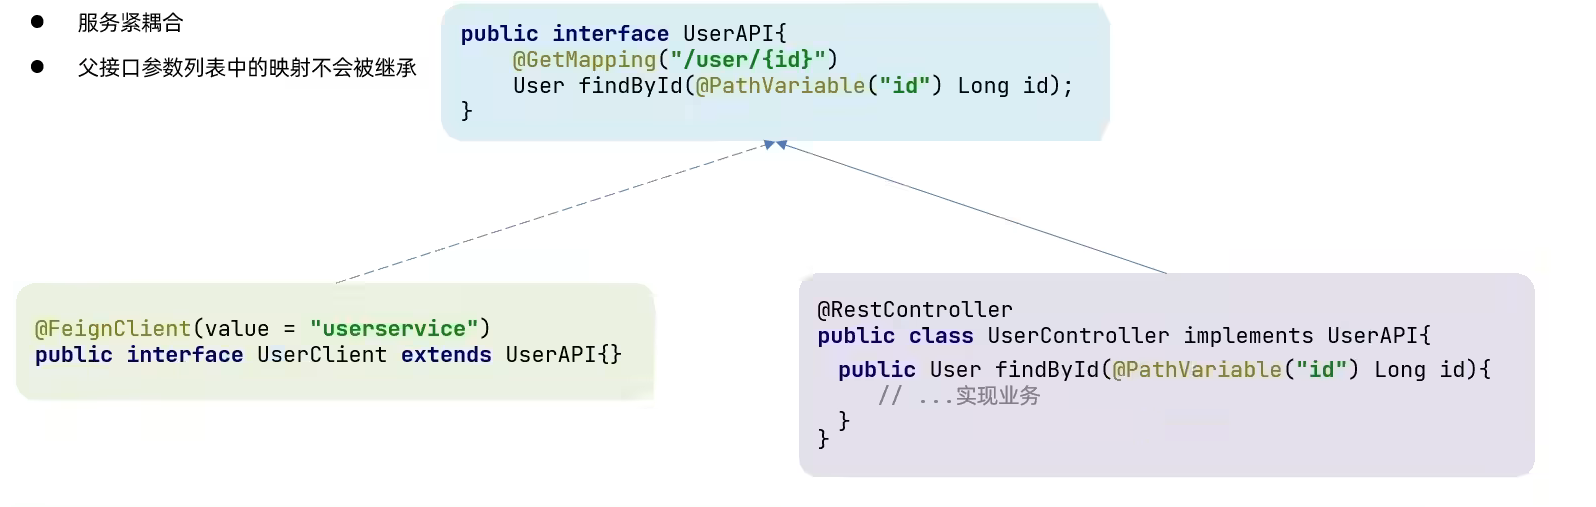 服务紧耦合
父接口参数列表中的映射不会被继承
public interface UserAPI{
    @GetMapping("/user/{id}")
    User findById(@PathVariable("id") Long id);
}
@FeignClient(value = "userservice")
public interface UserClient extends UserAPI{}
@RestController
public class UserController implements UserAPI{
  public User findById(@PathVariable("id") Long id){
    // ...实现业务
  }
}